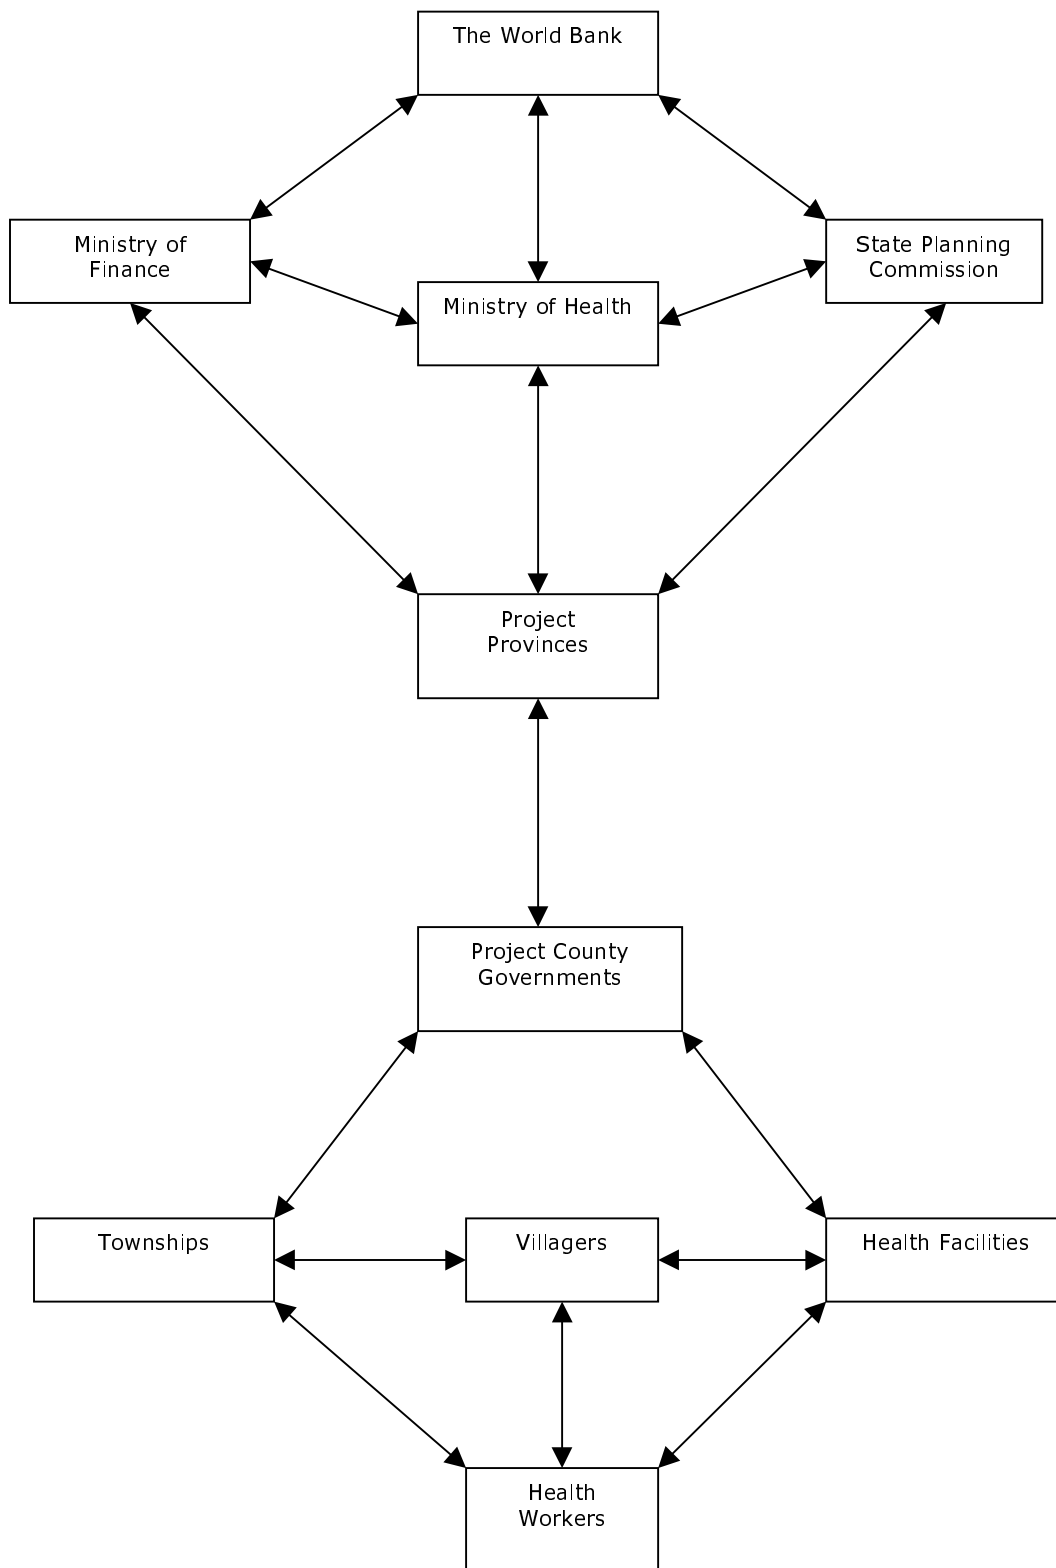 The World Bank
Ministry of
Finance
State Planning
Commission
Ministry of Health
Project
Provinces
Project County
Governments
Townships
Villagers
Health Facilities
Health
Workers